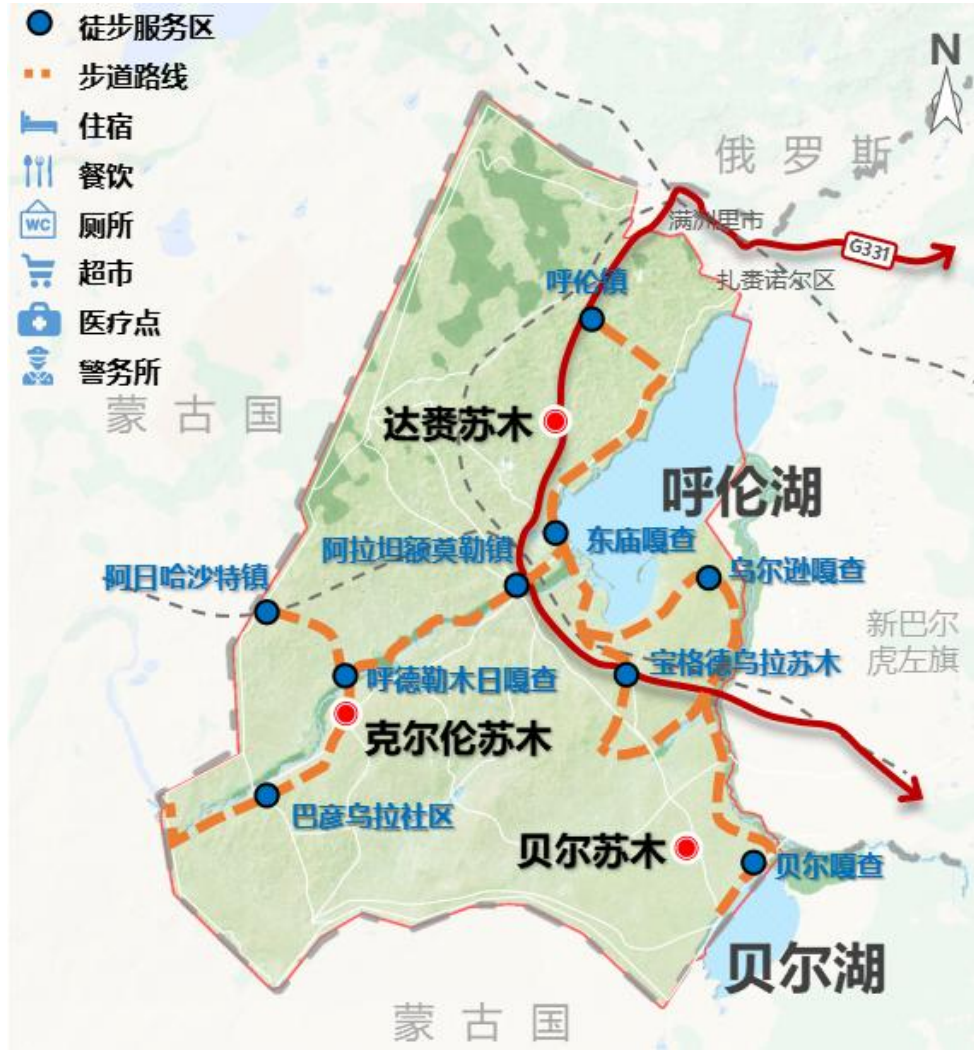 徒步服务区
步道路线
住宿
餐饮
WC
厕所
超市
医疗点
警务所
N
俄罗斯
满洲里市
G331
扎赉诺尔区
呼伦镇
蒙古国
达赉苏木
呼伦湖
东庙嘎查
阿拉坦额莫勒镇
乌尔逊嘎查
阿日哈沙特镇
新巴尔
虎左旗
宝格德乌拉苏木
呼德勒木日嘎查
克尔伦苏木
巴彦乌拉社区
贝尔苏木
贝尔嘎查
贝尔湖
蒙古国